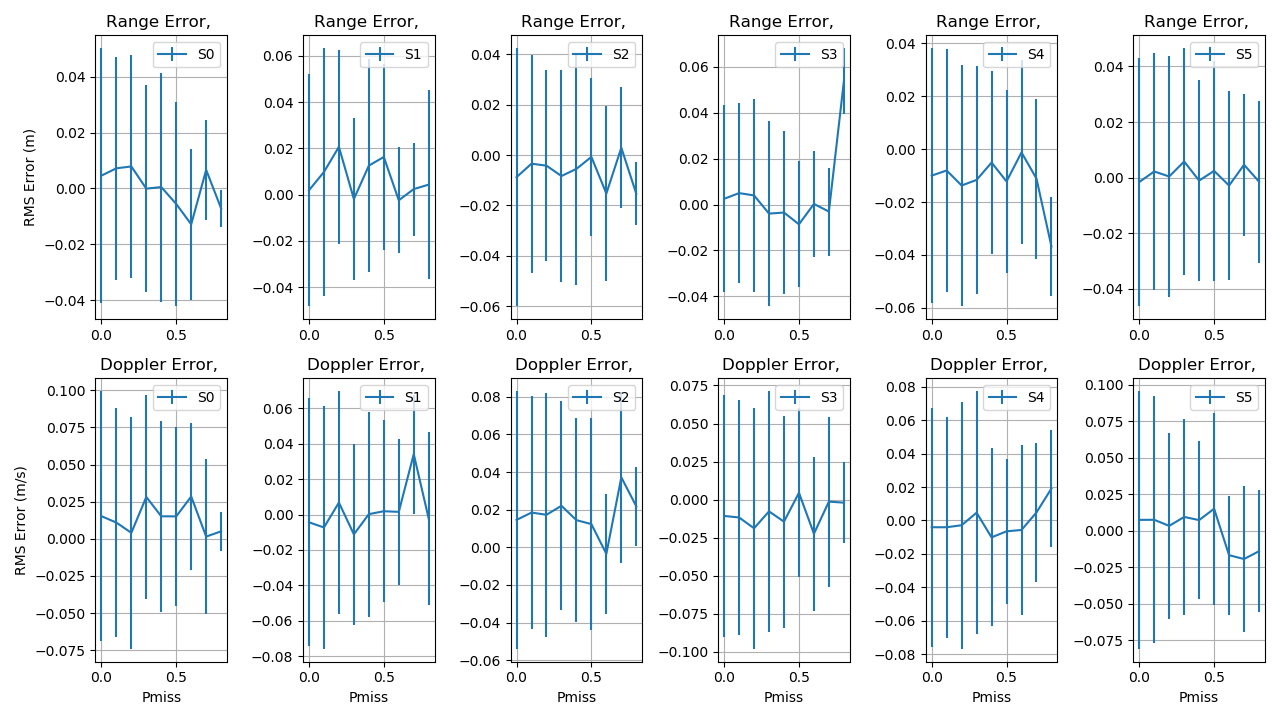 Range Error, Range Error, Range Error, Range Error, Range Error, Range Error,
S0 S1 S2 S3 S4 S5
RMS Error (m)
0.04 0.02 0.00 −0.02 −0.04
0.06 0.04 0.02 0.00 −0.02 −0.04
0.04 0.02 0.00 −0.02 −0.04 −0.06
0.06 0.04 0.02 0.00 −0.02 −0.04
0.04 0.02 0.00 −0.02 −0.04 −0.06
0.04 0.02 0.00 −0.02 −0.04
0.0 0.5 0.0 0.5 0.0 0.5 0.0 0.5 0.0 0.5 0.0 0.5
Doppler Error, Doppler Error, Doppler Error, Doppler Error, Doppler Error, Doppler Error,
S0 S1 S2 S3 S4 S5
RMS Error (m/s)
0.100 0.075 0.050 0.025 0.000 −0.025 −0.050 −0.075
0.06 0.04 0.02 0.00 −0.02 −0.04 −0.06 −0.08
0.08 0.06 0.04 0.02 0.00 −0.02 −0.04 −0.06
0.075 0.050 0.025 0.000 −0.025 −0.050 −0.075 −0.100
0.08 0.06 0.04 0.02 0.00 −0.02 −0.04 −0.06 −0.08
0.100 0.075 0.050 0.025 0.000 −0.025 −0.050 −0.075
0.0 0.5 0.0 0.5 0.0 0.5 0.0 0.5 0.0 0.5 0.0 0.5
Pmiss Pmiss Pmiss Pmiss Pmiss Pmiss